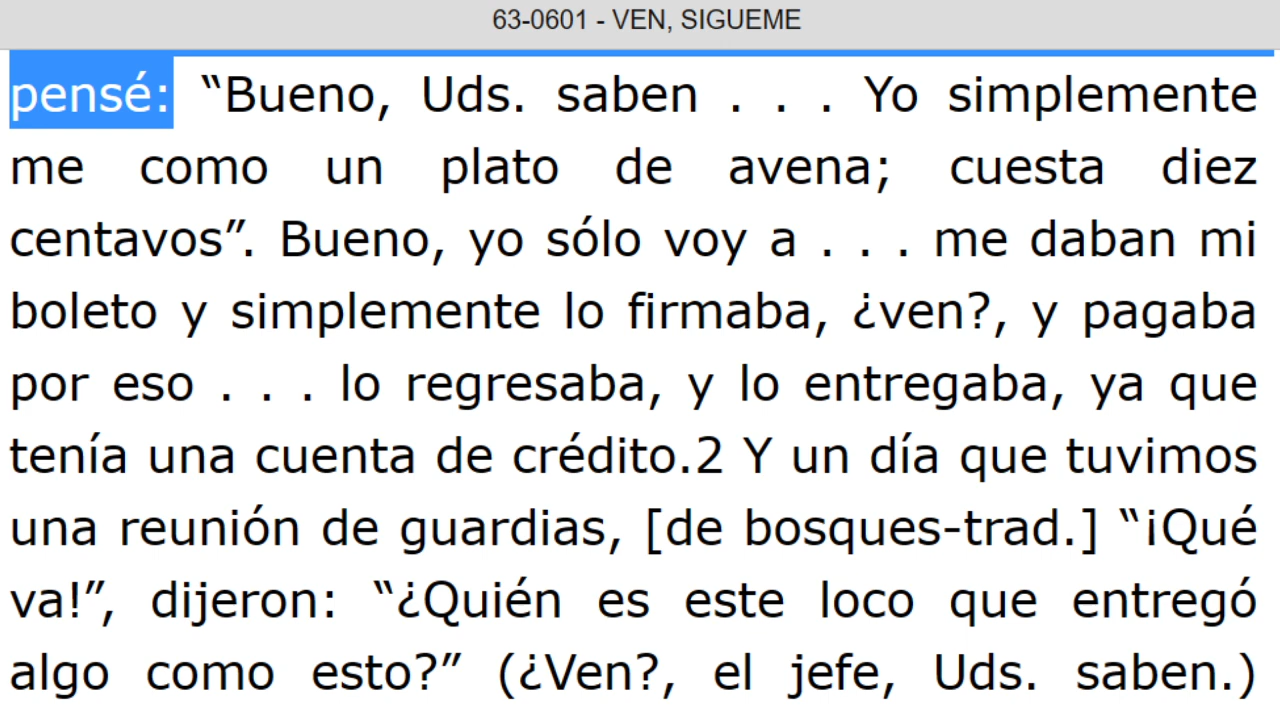 63-0601 - VEN, SIGUEME
pensé: “Bueno, Uds. saben . . . Yo simplemente
me como un plato de avena; cuesta diez
centavos”. Bueno, yo sólo voy a . . . me daban mi
boleto y simplemente lo firmaba, ¿ven?, y pagaba
por eso . . . lo regresaba, y lo entregaba, ya que
tenía una cuenta de crédito.2 Y un día que tuvimos
una reunión de guardias, [de bosques-trad.] “¡Qué
va!”, dijeron: “¿Quién es este loco que entregó
algo como esto?” (¿Ven?, el jefe, Uds. saben.)